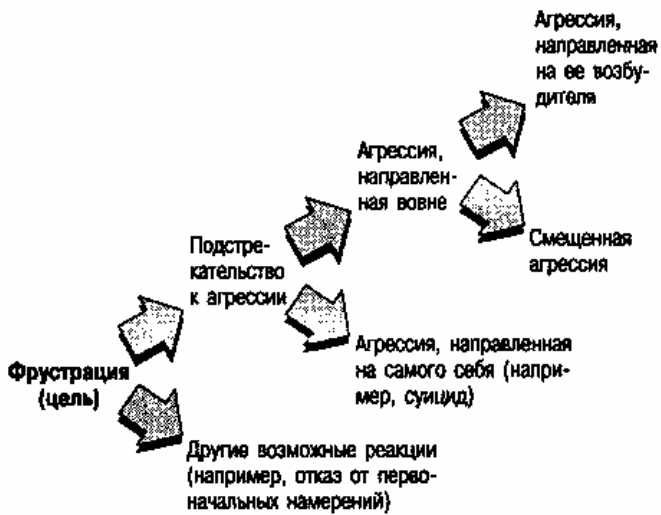 Агрессия,
направленная
на ее возбу-
дителя
Агрессия,
направлен-
ная вовне
Смещенная
агрессия
Подстре-
кательство
к агрессии
Агрессия, направленная
на самого себя (напри-
мер, суицид)
Фрустрация
(цель)
Другие возможные реакции
(например, отказ от перво-
начальных намерений)